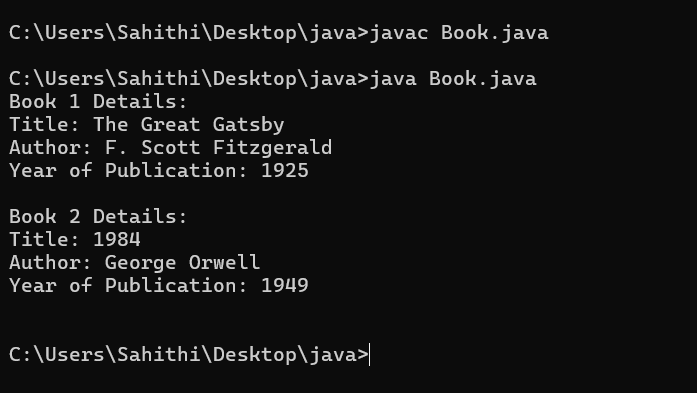 C:\Users\Sahithi\Desktop\java>javac Book.java
C:\Users\Sahithi\Desktop\java>java Book.java
Book 1 Details:
Title: The Great Gatsby
Author: F. Scott Fitzgerald
Year of Publication: 1925
Book 2 Details:
Title: 1984
Author: George Orwell
Year of Publication: 1949
C:\Users\Sahithi\Desktop\java>